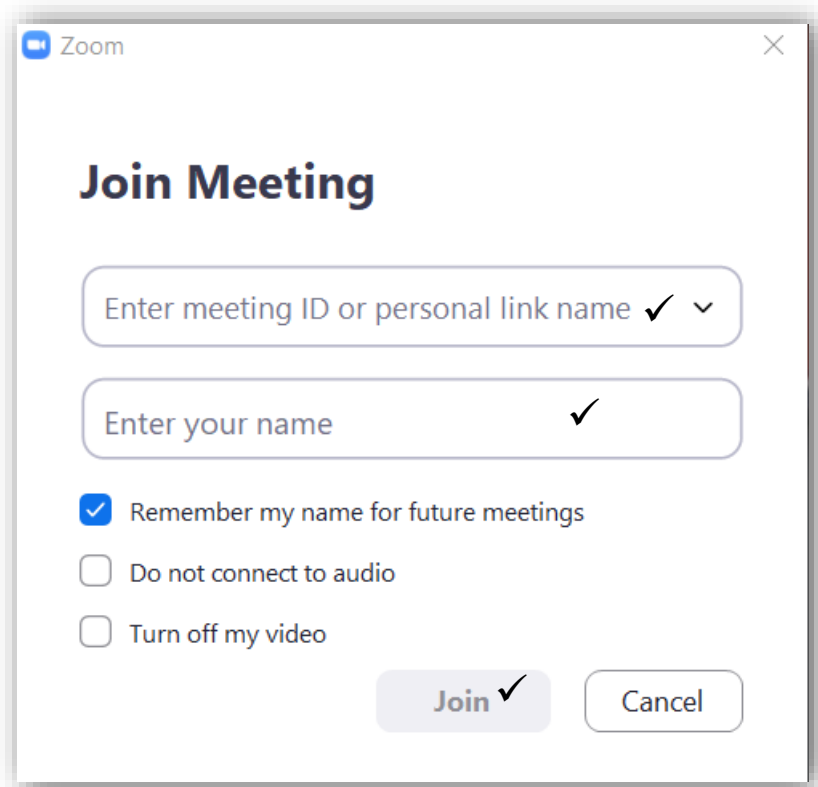 Zoom
Join Meeting
Enter meeting ID or personal link name
Enter your name
Remember my name for future meetings
Do not connect to audio
Turn off my video
Join Cancel